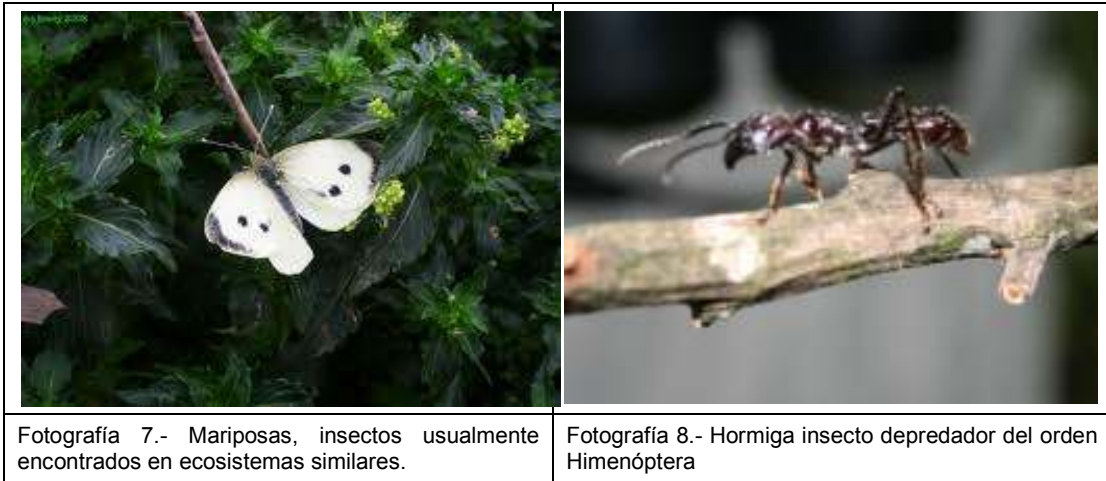 Fotografía 7.- Mariposas, insectos usualmente
encontrados en ecosistemas similares.
Fotografía 8.- Hormiga insecto depredador del orden
Himenóptera